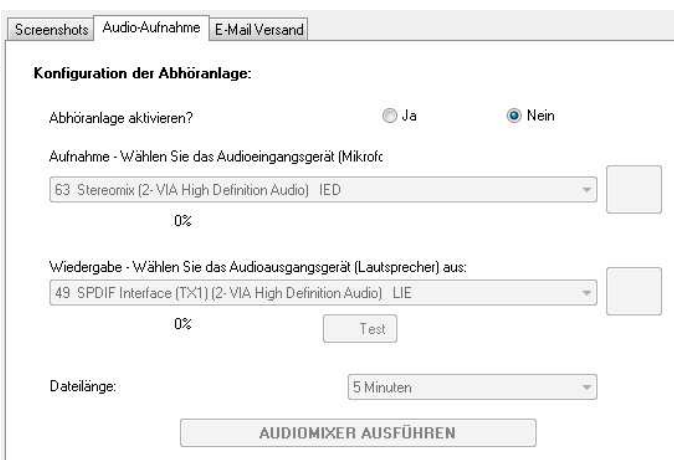 Screenshots Audio-Aufnahme E-Mail Versand
Konfiguration der Abhöranlage:
Abhöranlage aktivieren? Ja Nein
Aufnahme - Wählen Sie das Audioeingangsgerät (Mikrofc
63 Stereomix (2- VIA High Definition Audio) IED
0%
Wiedergabe - Wählen Sie das Audioausgangsgerät (Lautsprecher) aus:
49 SPDIF Interface (TX1) (2- VIA High Definition Audio) LIE
0% Test
Dateilänge: 5 Minuten
AUDIOMIXER AUSFÜHREN